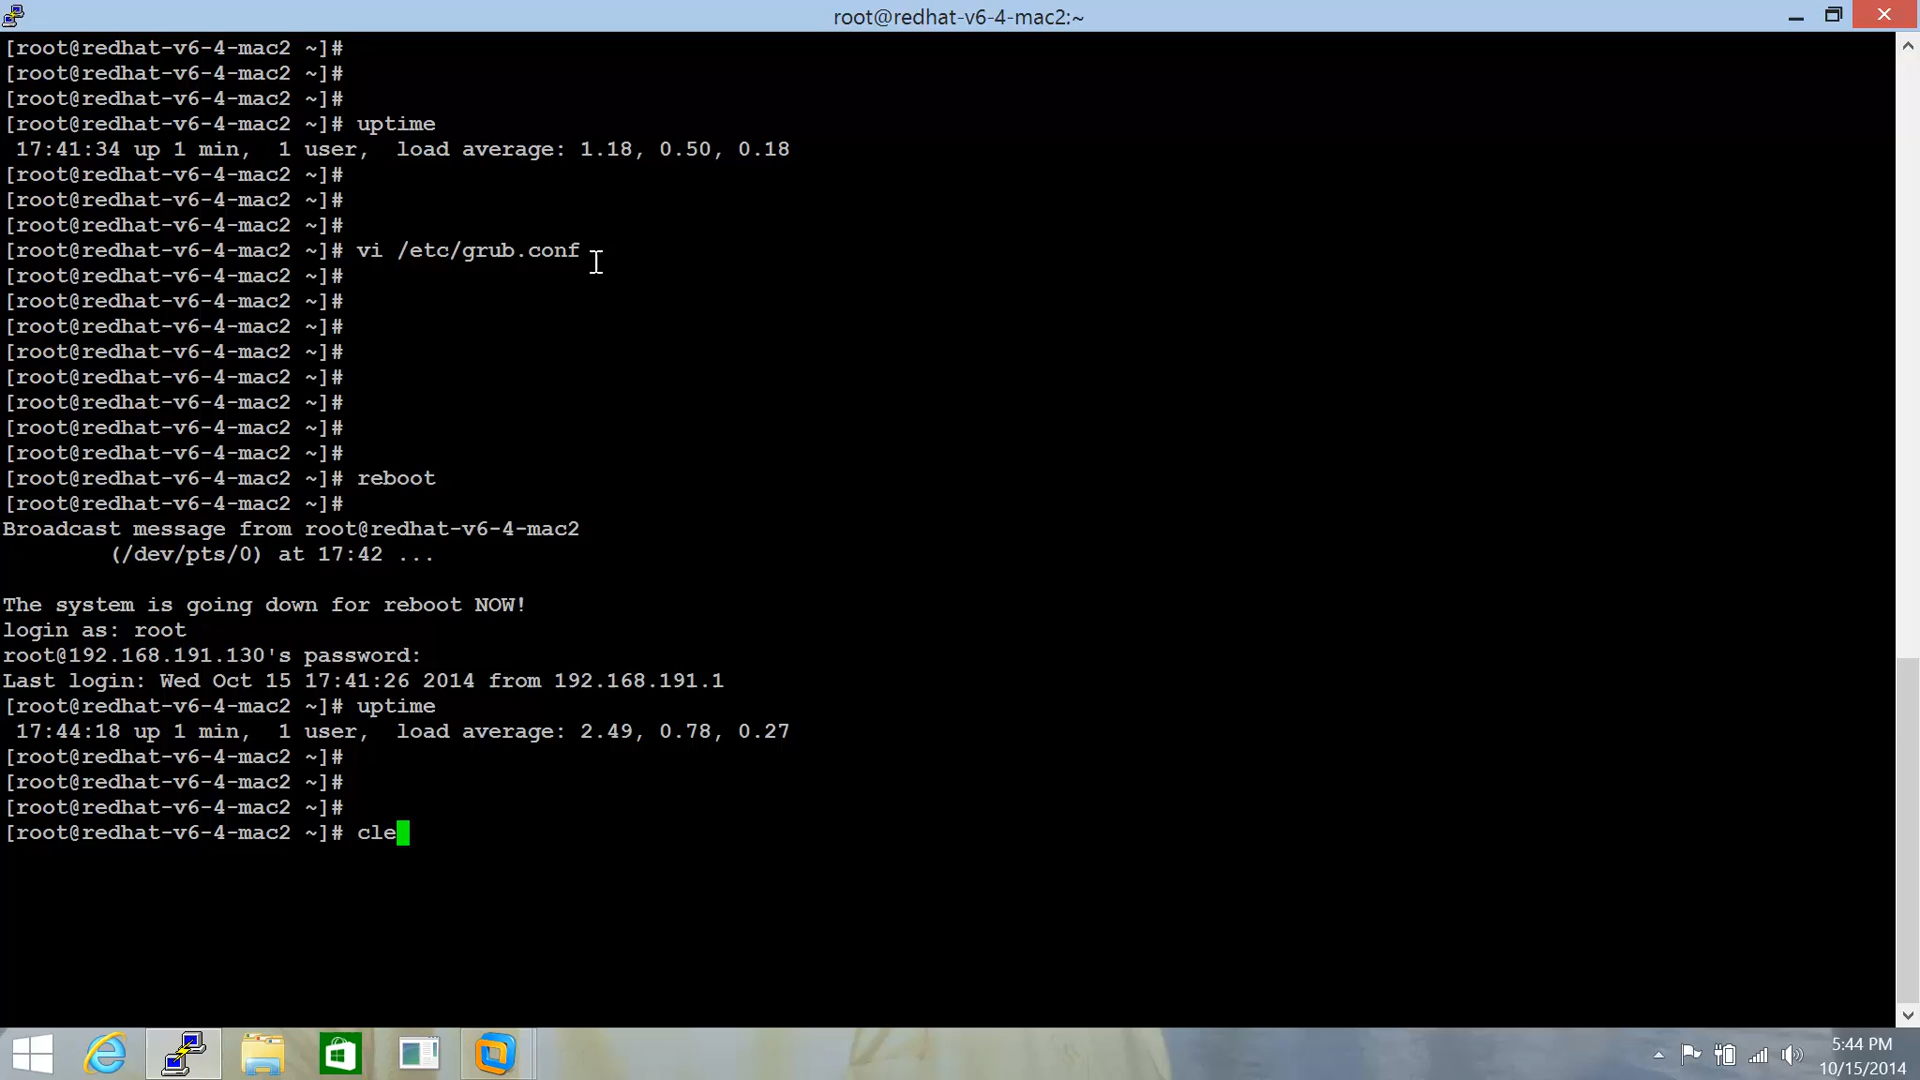 root@redhat-v6-4-mac2:~
[root@redhat-v6-4-mac2 ~]#
[root@redhat-v6-4-mac2 ~]#
[root@redhat-v6-4-mac2 ~]#
[root@redhat-v6-4-mac2 ~]# uptime
 17:41:34 up 1 min,  1 user,  load average: 1.18, 0.50, 0.18
[root@redhat-v6-4-mac2 ~]#
[root@redhat-v6-4-mac2 ~]#
[root@redhat-v6-4-mac2 ~]#
[root@redhat-v6-4-mac2 ~]# vi /etc/grub.conf
[root@redhat-v6-4-mac2 ~]#
[root@redhat-v6-4-mac2 ~]#
[root@redhat-v6-4-mac2 ~]#
[root@redhat-v6-4-mac2 ~]#
[root@redhat-v6-4-mac2 ~]#
[root@redhat-v6-4-mac2 ~]#
[root@redhat-v6-4-mac2 ~]#
[root@redhat-v6-4-mac2 ~]#
[root@redhat-v6-4-mac2 ~]# reboot
[root@redhat-v6-4-mac2 ~]#
Broadcast message from root@redhat-v6-4-mac2
        (/dev/pts/0) at 17:42 ...
The system is going down for reboot NOW!
login as: root
root@192.168.191.130's password:
Last login: Wed Oct 15 17:41:26 2014 from 192.168.191.1
[root@redhat-v6-4-mac2 ~]# uptime
 17:44:18 up 1 min,  1 user,  load average: 2.49, 0.78, 0.27
[root@redhat-v6-4-mac2 ~]#
[root@redhat-v6-4-mac2 ~]#
[root@redhat-v6-4-mac2 ~]#
[root@redhat-v6-4-mac2 ~]# cle
5:44 PM
10/15/2014